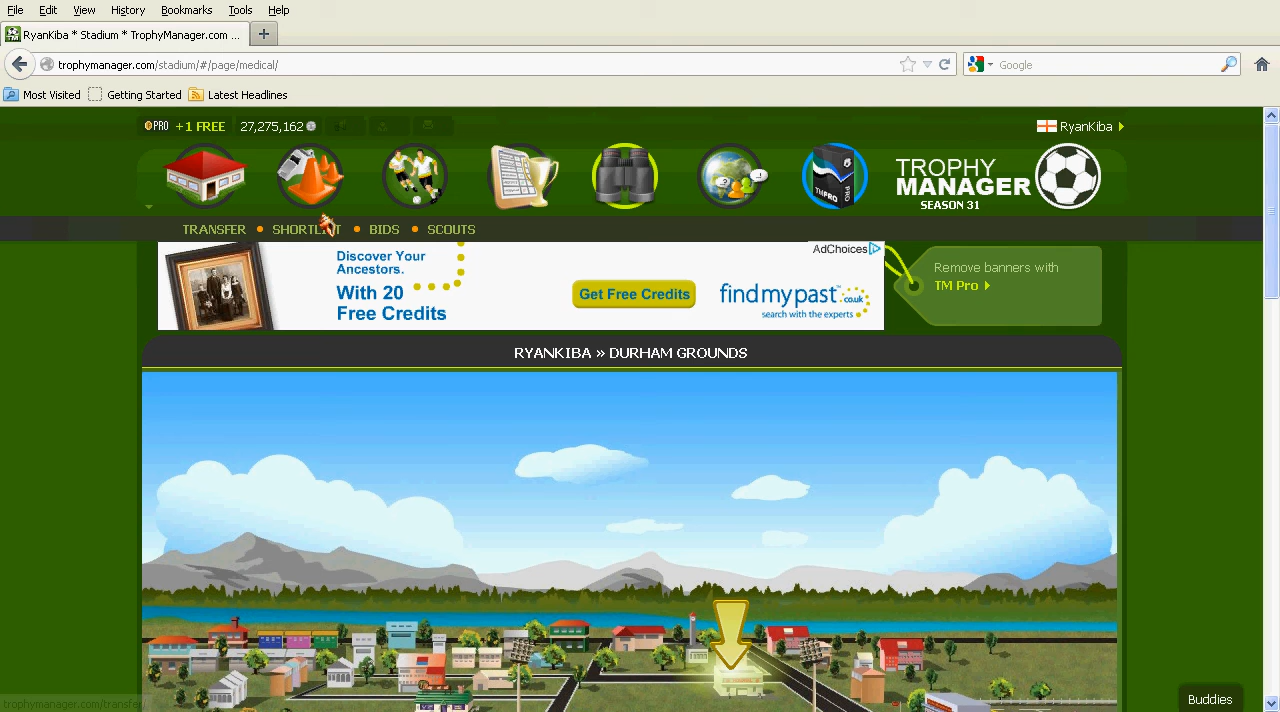 File Edit View History Bookmarks Tools Help
RyanKiba * Stadium * TrophyManager.com ...
trophymanager.com/stadium/#/page/medical/
Google
Most Visited Getting Started Latest Headlines
PRO +1 FREE 27,275,162
RyanKiba
TROPHY
MANAGER
SEASON 31
TRANSFER • SHORTLIST • BIDS • SCOUTS
Discover Your
Ancestors.
With 20
Free Credits
Get Free Credits
AdChoices
findmypast.co.uk
search with the experts
Remove banners with
TM Pro
RYANKIBA » DURHAM GROUNDS
trophymanager.com/transfer/
Buddies